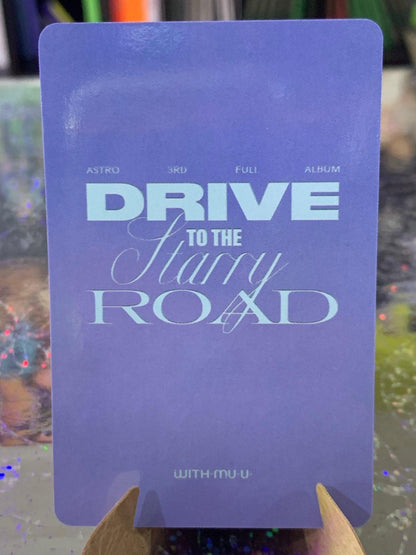 ASTRO 3RD FULL ALBUM
DRIVE
TO THE
Starry
ROAD
WITH·MU·U·